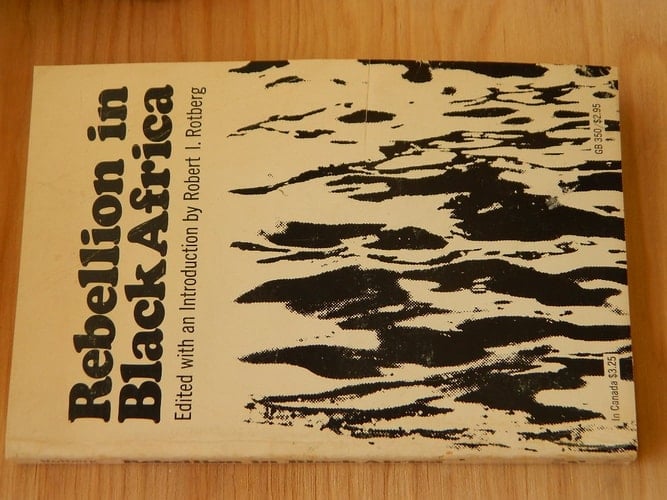 Rebellion in
Black Africa
Edited with an Introduction by Robert I. Rotberg
GB 350/$2.95
In Canada $3.25